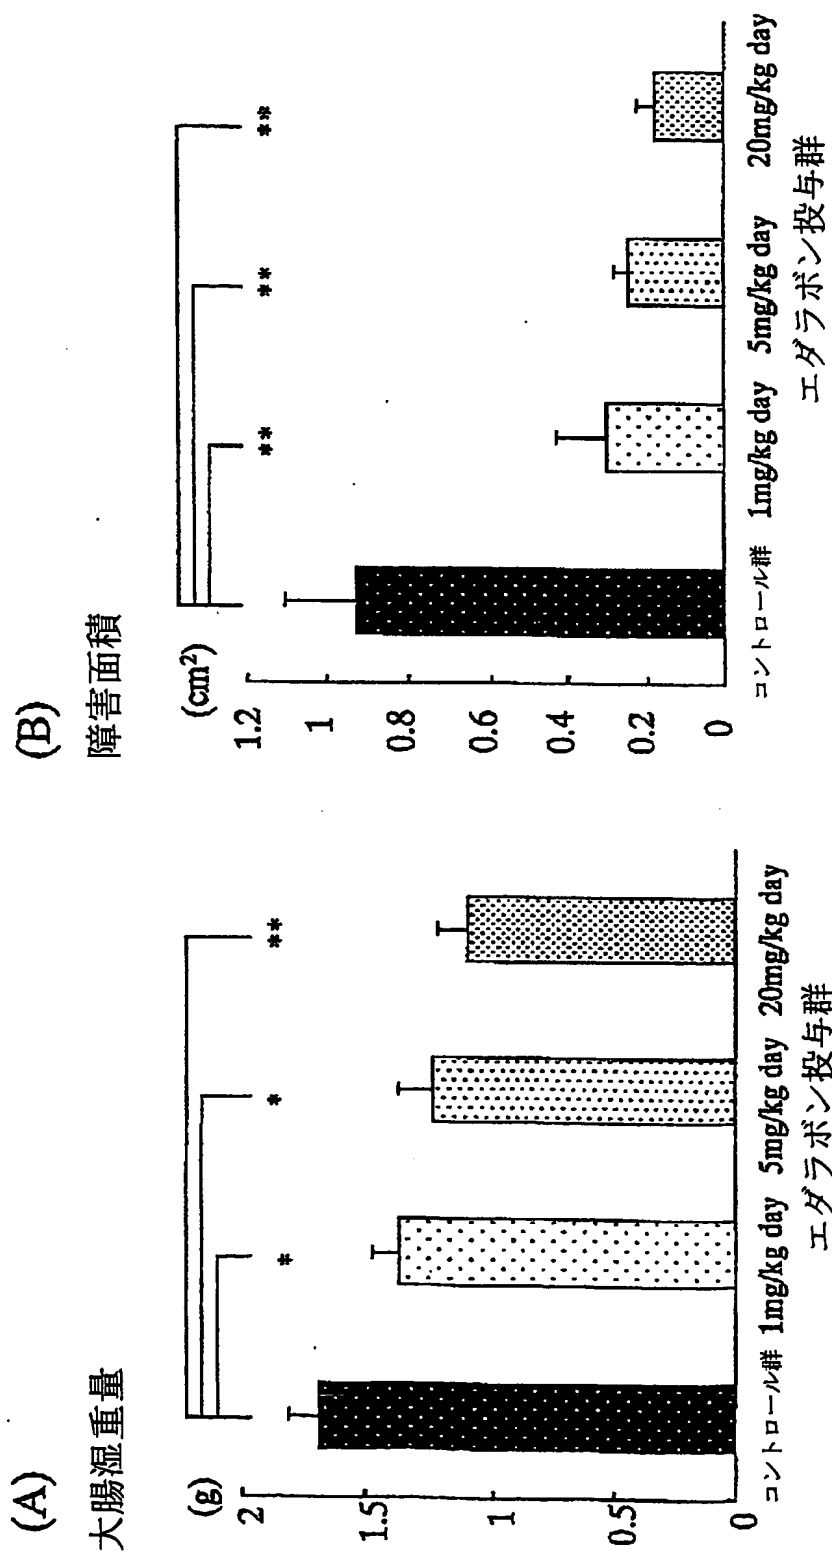 (A)
大腸湿重量
(g)
2
1.5
1
0.5
0
*
*
**
コントロール群 1mg/kg day 5mg/kg day 20mg/kg day
エダラボン投与群
(B)
障害面積
(cm²)
1.2
1
0.8
0.6
0.4
0.2
0
**
**
**
コントロール群 1mg/kg day 5mg/kg day 20mg/kg day
エダラボン投与群